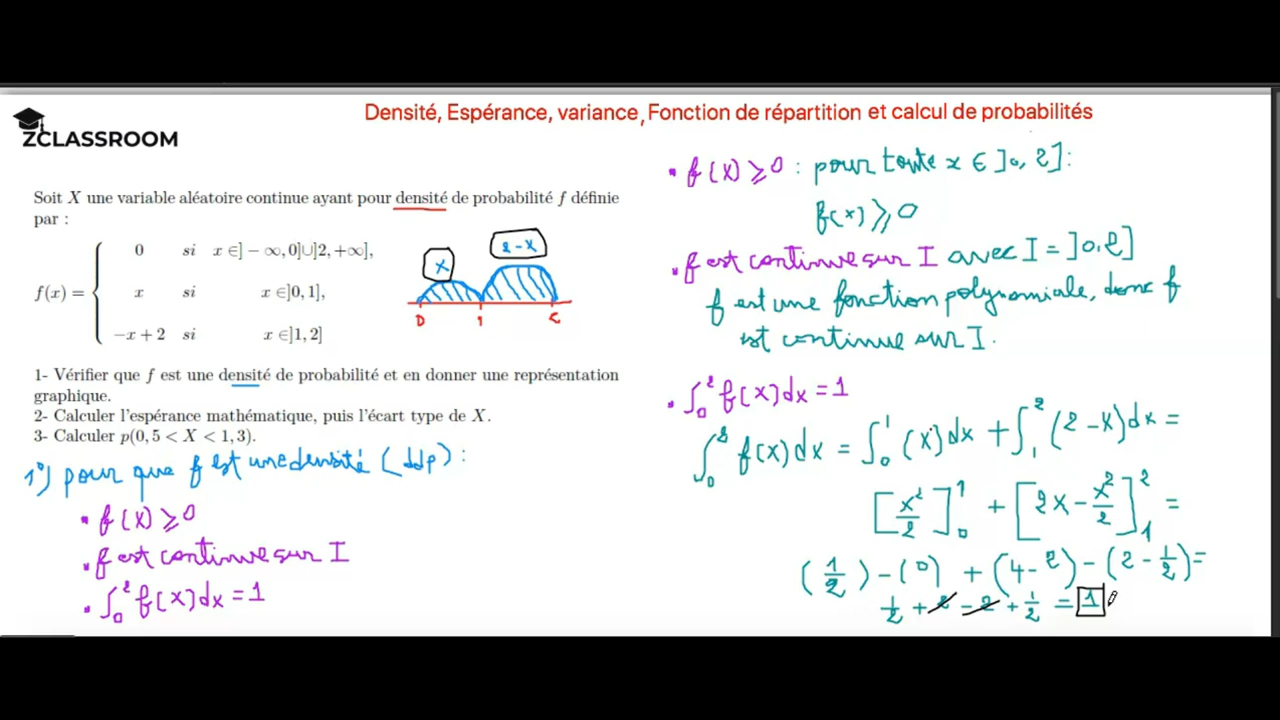 Densité, Espérance, variance, Fonction de répartition et calcul de probabilités
ZCLASSROOM
Soit X une variable aléatoire continue ayant pour densité de probabilité f définie
par :
f(x) = { 0 si x ∈] − ∞, 0]∪]2, +∞[,
x si x ∈]0, 1],
−x + 2 si x ∈]1, 2]
x
2-x
0 1 2
1- Vérifier que f est une densité de probabilité et en donner une représentation
graphique.
2- Calculer l'espérance mathématique, puis l'écart type de X.
3- Calculer p(0, 5 < X < 1, 3).
1°) pour que f est une densité (ddp) :
• f(x) ⩾ 0
• f est continue sur I
• ∫₀² f(x)dx = 1
• f(x) ⩾ 0 : pour toute x ∈ ]0, 2] :
f(x) ⩾ 0
• f est continue sur I avec I = ]0, 2]
f est une fonction polynomiale, donc f
est continue sur I.
• ∫₀² f(x)dx = 1
∫₀² f(x)dx = ∫₀¹ (x)dx + ∫₁² (2-x)dx =
[x²/2]₀¹ + [2x - x²/2]₁² =
(1/2) - (0) + (4-2) - (2 - 1/2) =
1/2 + 2 - 2 + 1/2 = 1